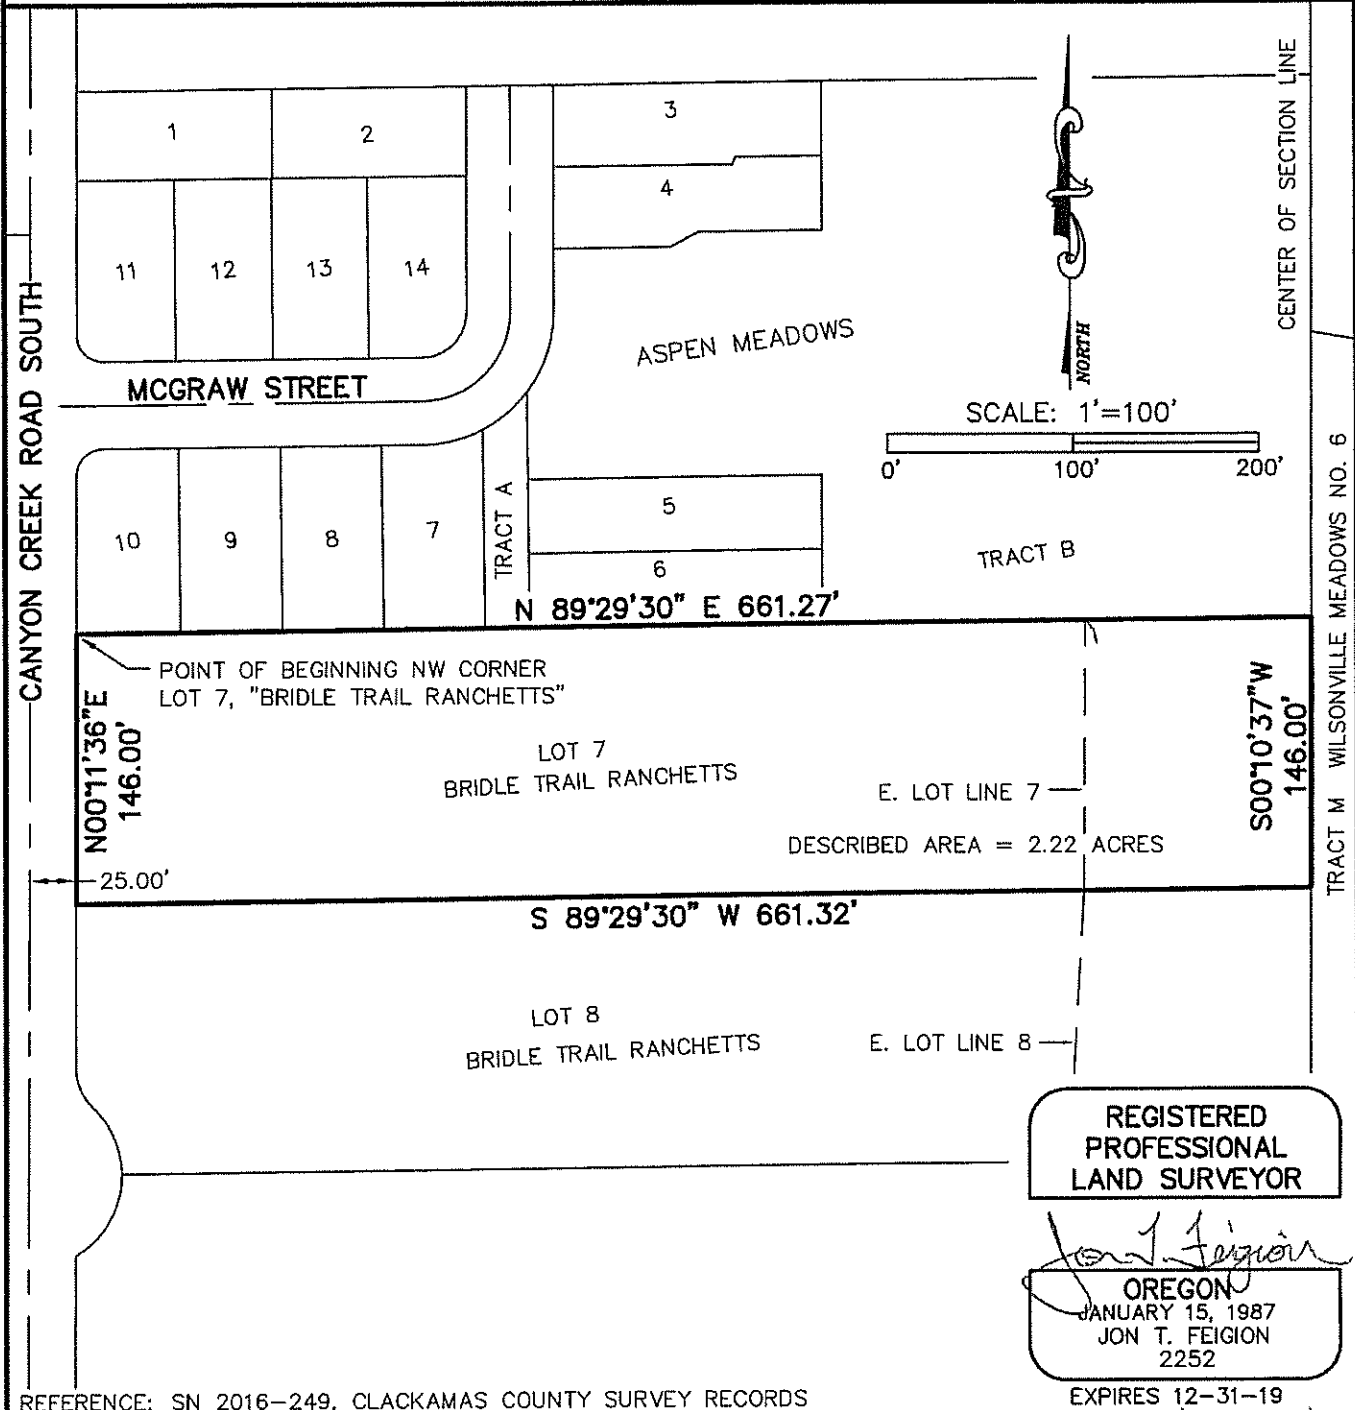 1
2
3
4
11
12
13
14
CANYON CREEK ROAD SOUTH
MCGRAW STREET
ASPEN MEADOWS
NORTH
CENTER OF SECTION LINE
SCALE: 1'=100'
0'
100'
200'
10
9
8
7
TRACT A
5
6
TRACT B
TRACT M WILSONVILLE MEADOWS NO. 6
N 89°29'30" E 661.27'
POINT OF BEGINNING NW CORNER
LOT 7, "BRIDLE TRAIL RANCHETTS"
N00°11'36"E
146.00'
LOT 7
BRIDLE TRAIL RANCHETTS
E. LOT LINE 7
S00°10'37"W
146.00'
DESCRIBED AREA = 2.22 ACRES
25.00'
S 89°29'30" W 661.32'
LOT 8
BRIDLE TRAIL RANCHETTS
E. LOT LINE 8
REGISTERED
PROFESSIONAL
LAND SURVEYOR
Jon T. Feigion
OREGON
JANUARY 15, 1987
JON T. FEIGION
2252
EXPIRES 12-31-19
REFERENCE: SN 2016-249, CLACKAMAS COUNTY SURVEY RECORDS